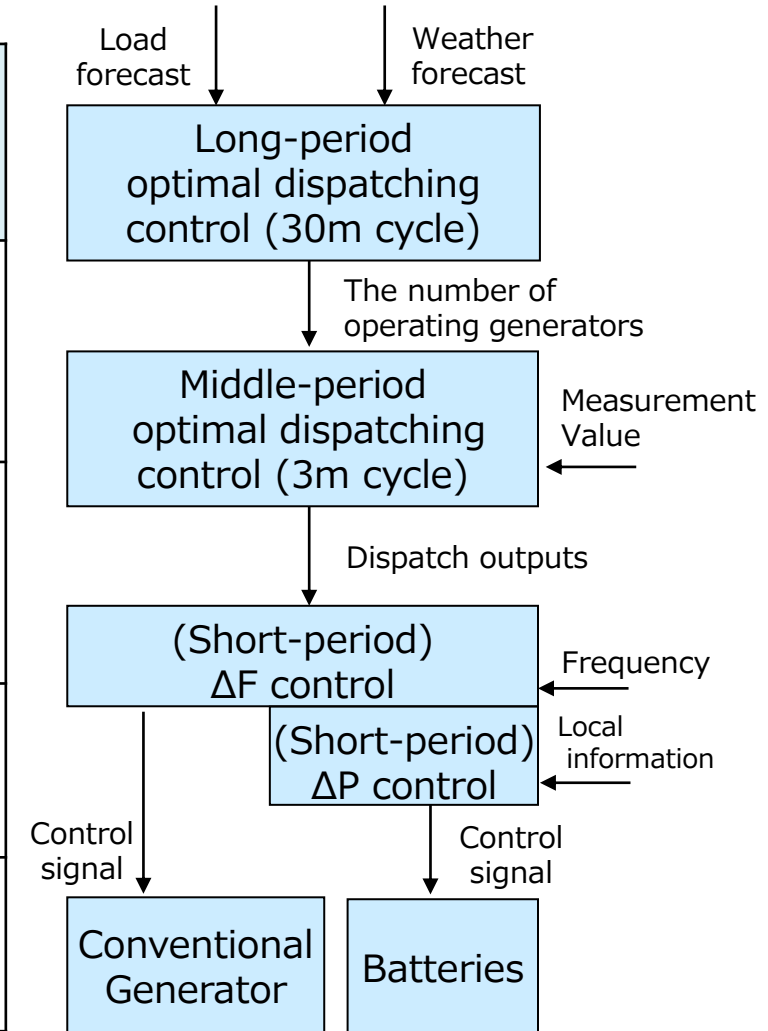 Load
forecast
Weather
forecast
Long-period
optimal dispatching
control (30m cycle)
The number of
operating generators
Middle-period
optimal dispatching
control (3m cycle)
Measurement
Value
Dispatch outputs
(Short-period)
ΔF control
Frequency
(Short-period)
ΔP control
Local
information
Control
signal
Control
signal
Conventional
Generator
Batteries